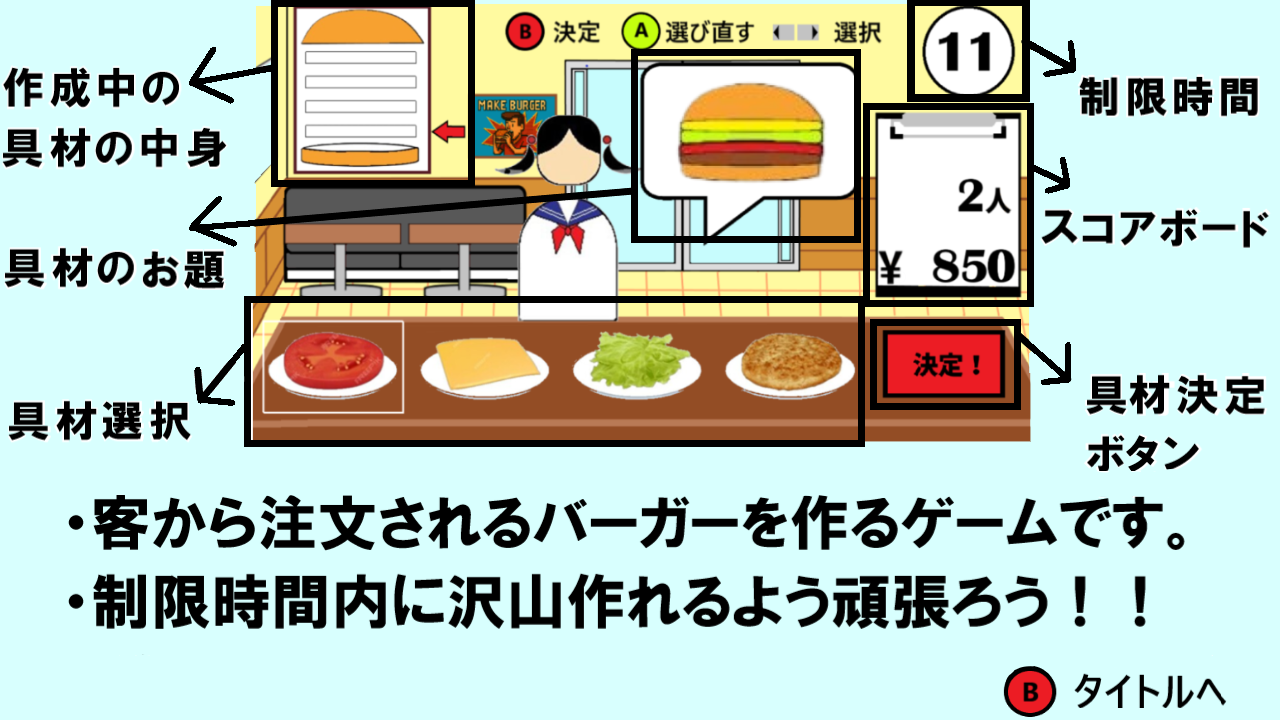 B 決定 A 選び直す 選択
11
作成中の
具材の中身
制限時間
MAKE BURGER
2人
¥ 850
スコアボード
具材のお題
決定！
具材選択
具材決定
ボタン
・客から注文されるバーガーを作るゲームです。
・制限時間内に沢山作れるよう頑張ろう！！
B タイトルへ